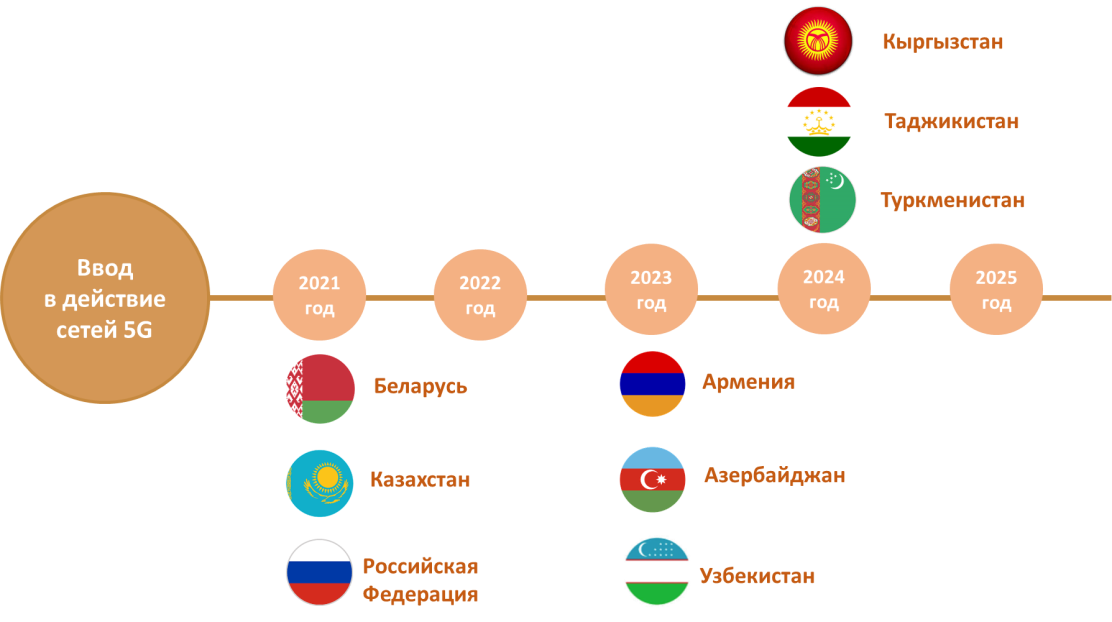 Кыргызстан
Таджикистан
Туркменистан
Ввод
в действие
сетей 5G
2021
год
2022
год
2023
год
2024
год
2025
год
Беларусь
Армения
Казахстан
Азербайджан
Российская
Федерация
Узбекистан